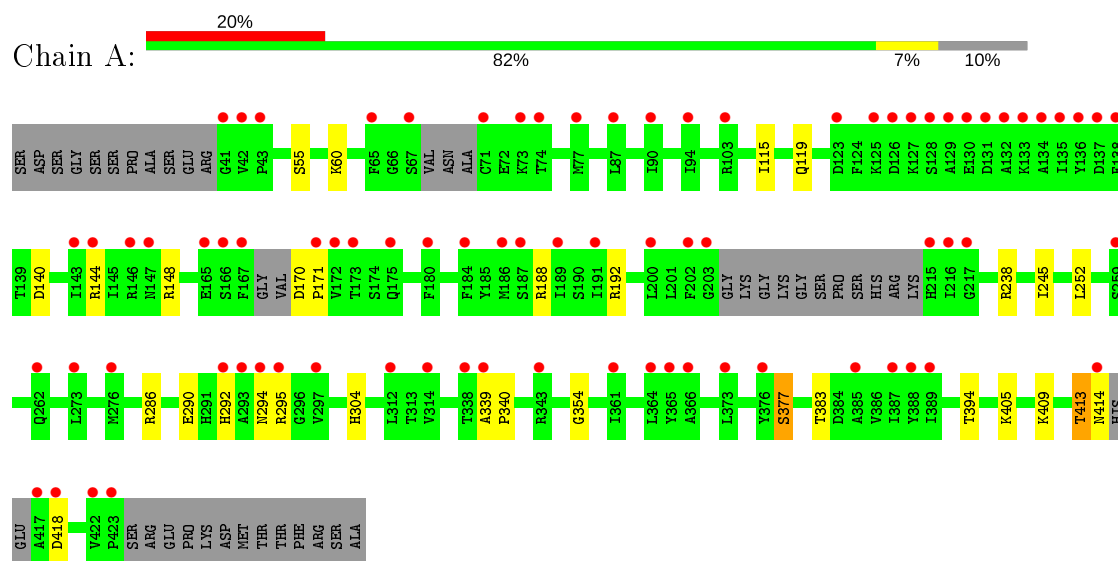 20%
Chain A:
82% 7% 10%
SER ASP SER GLY SER SER PRO ALA SER GLU ARG G41 V42 P43 S55 K60 F65 G66 S67 VAL ASN ALA C71 E72 K73 T74 M77 L87 I90 I94 R103 I115 Q119 D123 F124 K125 D126 K127 S128 A129 E130 D131 A132 K133 A134 I135 Y136 D137
T139 D140 I143 R144 I145 R146 N147 R148 E165 S166 F167 GLY VAL D170 P171 V172 T173 S174 Q175 F180 F184 Y185 M186 S187 R188 I189 S190 I191 R192 L200 L201 F202 G203 GLY LYS GLY LYS GLY SER PRO SER HIS ARG LYS H215 I216 G217 R238 I245 L252
Q262 L273 M276 R286 E290 H291 H292 A293 N294 R295 G296 V297 H304 L312 T313 V314 T338 A339 P340 R343 G354 I361 L364 Y365 A366 L373 Y376 S377 T383 D384 A385 V386 I387 Y388 I389 T394 K405 K409 T413 N414 HIS
GLU A417 D418 V422 P423 SER ARG GLU PRO LYS ASP MET THR THR PHE ARG SER ALA